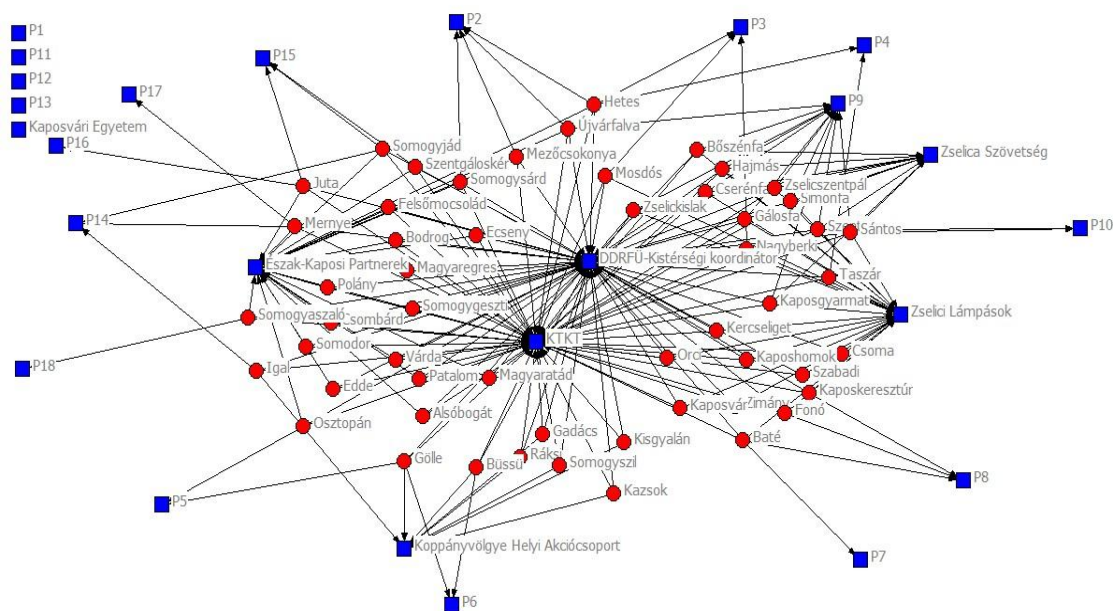 P1
P11
P12
P13
Kaposvári Egyetem
P2
P3
P4
P15
P17
P16
P9
Hetes
Újvárfalva
Somogyjád
Szentgáloskér
Mezőcsokonya
Bőszénfa
Zselica Szövetség
Hajmás
Somogysárd
Mosdós
Juta
Cserénfa
Zselicszentpál
Simonfa
Felsőmocsolád
Zselickislak
Gálosfa
P14
Mernye
Sántos
P10
Bodrog
Ecseny
Nagyberki
Észak-Kaposi Partnerek
Magyaregres
DDRFÜ-Kistérségi koordinátor
Taszár
Polány
Somogygeszti
Kaposgyarmat
Zselici Lámpások
Somogyaszaló
Kercseliget
KTKT
Somodor
Várda
Orci
Kaposhomok
Csoma
P18
Igal
Szabadi
Patalom
Magyaratád
Edde
Kaposkeresztúr
Kaposvár
Zimány
Fonó
Alsóbogát
Osztopán
Gadács
Kisgyalán
Baté
Gölle
Büssü
Ráksi
Somogyszil
P8
Kazsok
P5
Koppányvölgye Helyi Akciócsoport
P7
P6